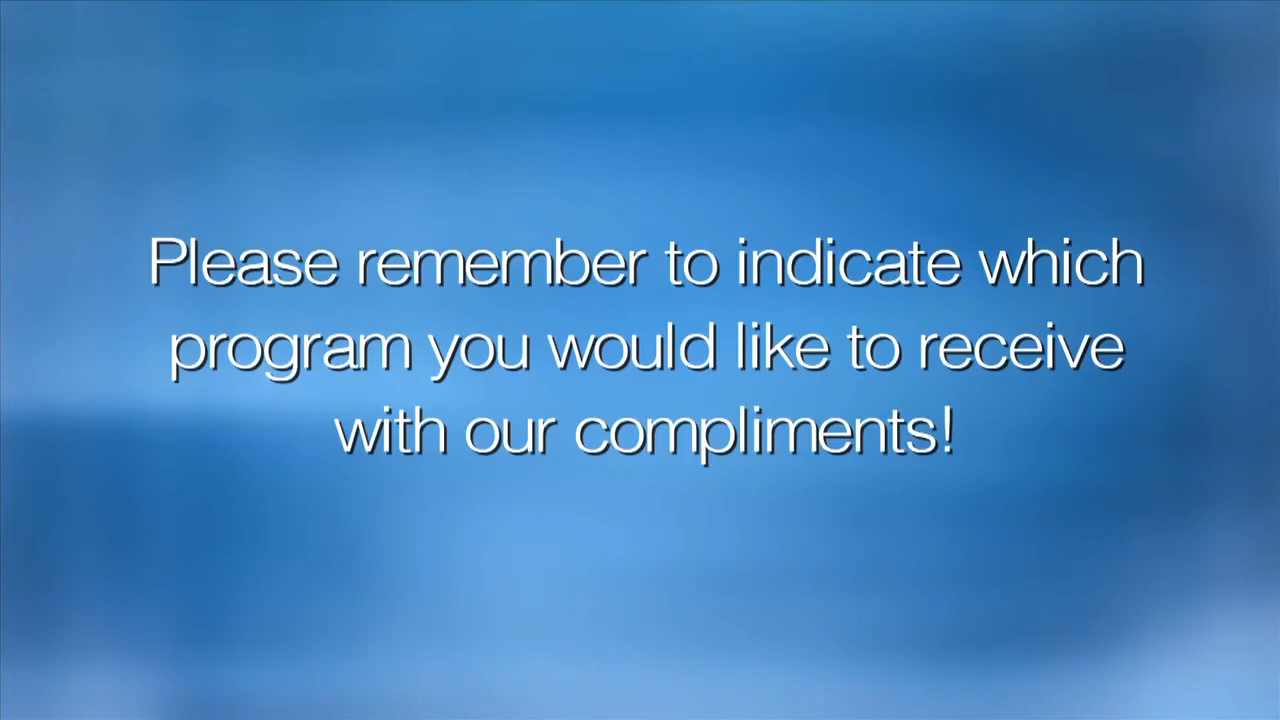 Please remember to indicate which
program you would like to receive
with our compliments!